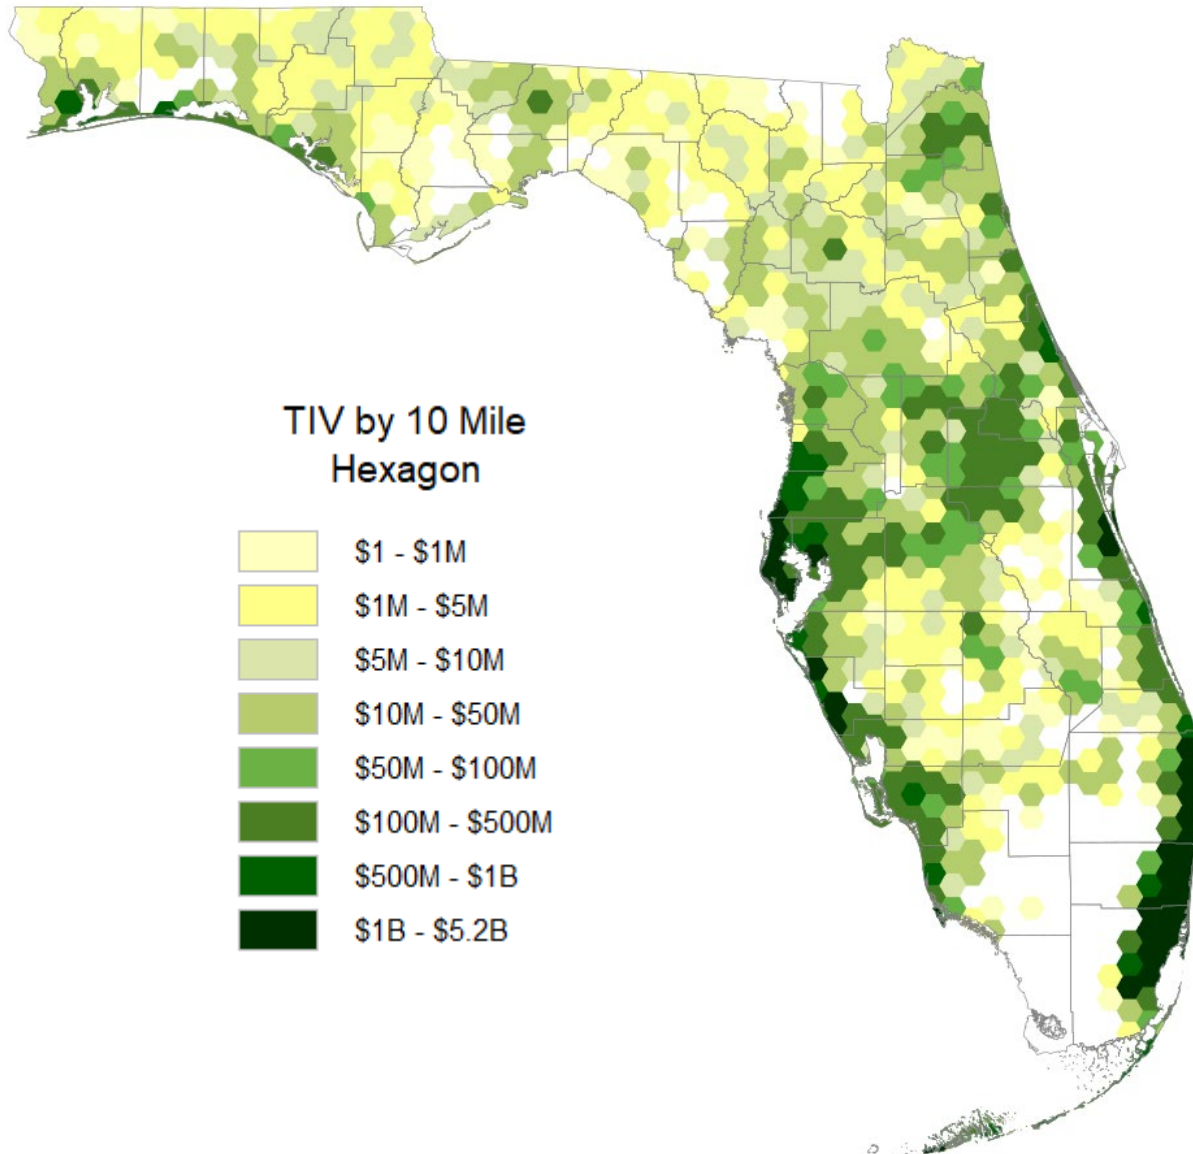 TIV by 10 Mile
Hexagon
$1 - $1M
$1M - $5M
$5M - $10M
$10M - $50M
$50M - $100M
$100M - $500M
$500M - $1B
$1B - $5.2B